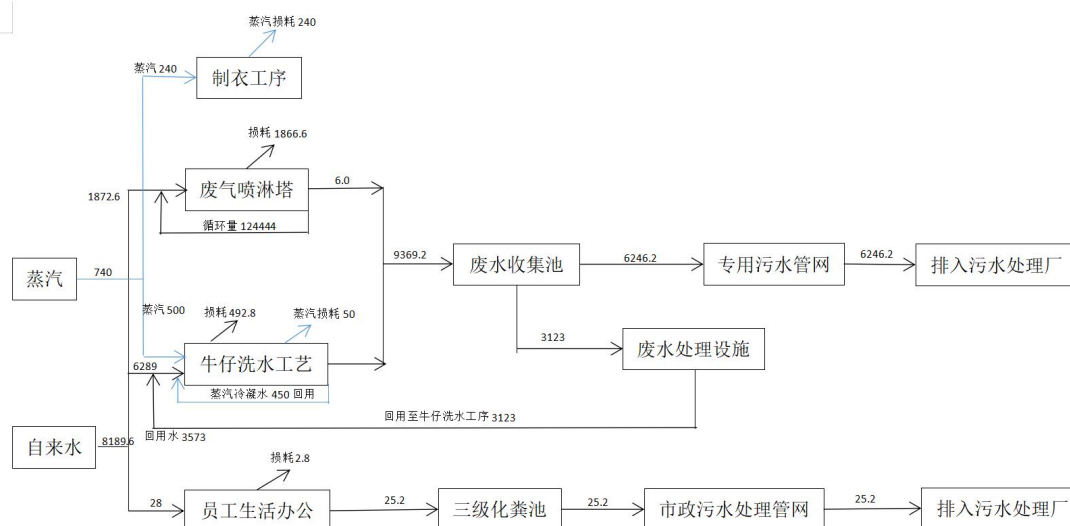 蒸汽损耗 240
蒸汽 240
制衣工序
损耗 1866.6
1872.6
废气喷淋塔
6.0
循环量 124444
蒸汽
740
9369.2
废水收集池
6246.2
专用污水管网
6246.2
排入污水处理厂
蒸汽500
损耗 492.8
蒸汽损耗 50
3123
废水处理设施
6289
牛仔洗水工艺
蒸汽冷凝水 450 回用
回用至牛仔洗水工序 3123
自来水
8189.6
回用水 3573
损耗2.8
28
员工生活办公
25.2
三级化粪池
25.2
市政污水处理管网
25.2
排入污水处理厂